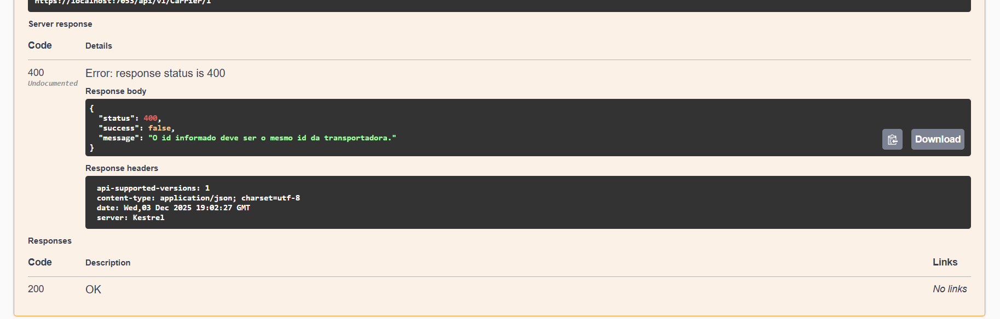 https://localhost:7053/api/v1/Carrier/1
Server response
Code Details
400 Error: response status is 400
Undocumented
Response body
{
"status": 400,
"success": false,
"message": "O id informado deve ser o mesmo id da transportadora."
}
Download
Response headers
api-supported-versions: 1
content-type: application/json; charset=utf-8
date: Wed,03 Dec 2025 19:02:27 GMT
server: Kestrel
Responses
Code Description Links
200 OK No links